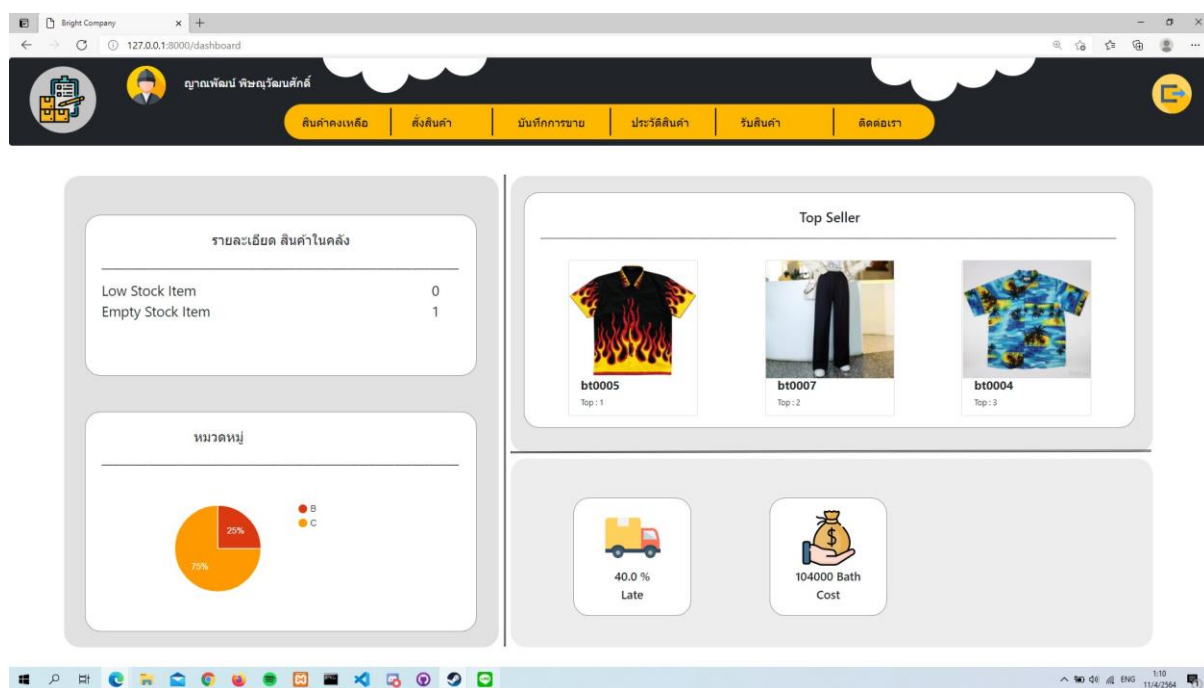 Bright Company
127.0.0.1:8000/dashboard
ญาณพัฒน์ พิษณุวัฒนศักดิ์
สินค้าคงเหลือ
สั่งสินค้า
บันทึกการขาย
ประวัติสินค้า
รับสินค้า
ติดต่อเรา
รายละเอียด สินค้าในคลัง
Low Stock Item 0
Empty Stock Item 1
หมวดหมู่
25%
75%
B
C
Top Seller
bt0005
Top : 1
bt0007
Top : 2
bt0004
Top : 3
40.0 %
Late
104000 Bath
Cost
ENG
1:10
11/4/2564